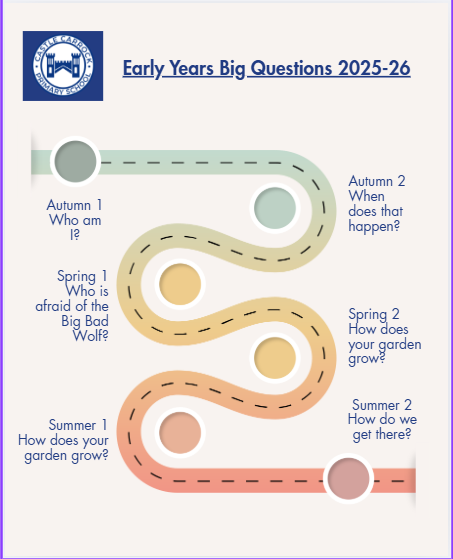 CASTLE CARROCK
PRIMARY SCHOOL
Early Years Big Questions 2025-26
Autumn 1
Who am
I?
Autumn 2
When
does that
happen?
Spring 1
Who is
afraid of the
Big Bad
Wolf?
Spring 2
How does
your garden
grow?
Summer 1
How does your
garden grow?
Summer 2
How do we
get there?